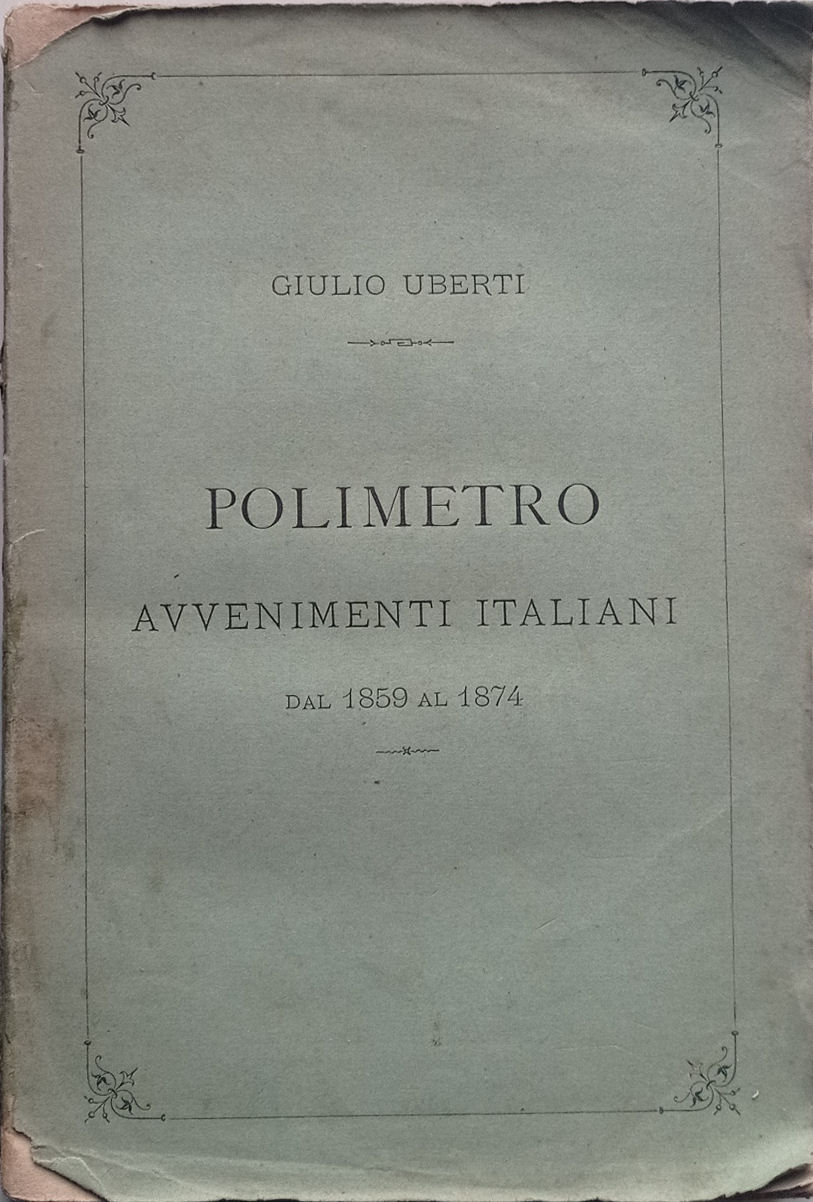 GIULIO UBERTI
POLIMETRO
AVVENIMENTI ITALIANI
DAL 1859 AL 1874